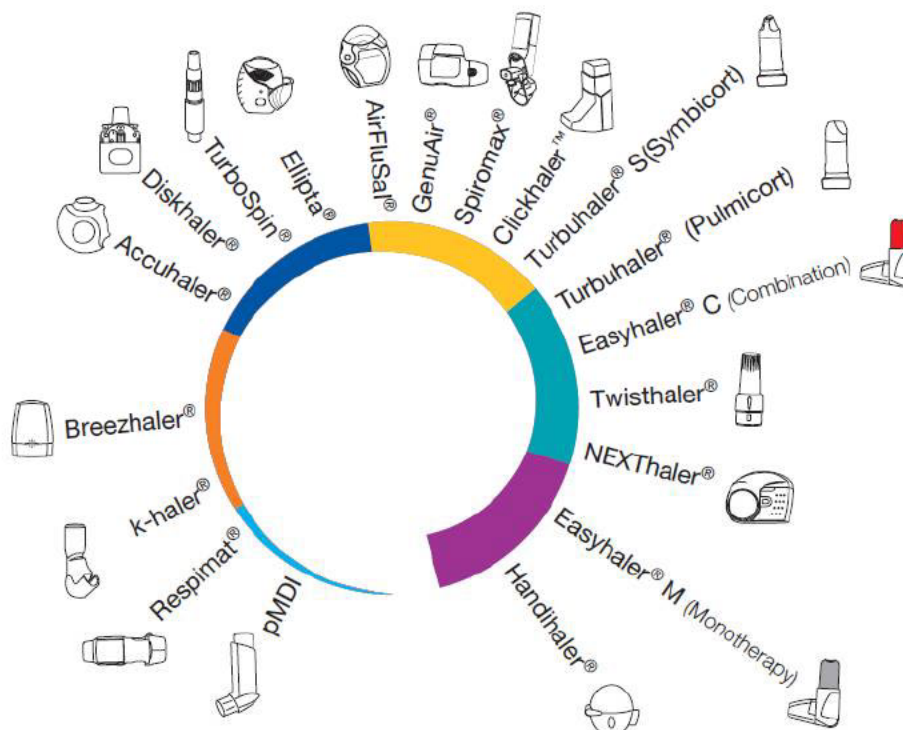 pMDI
Respimat®
k-haler®
Breezhaler®
Accuhaler®
Diskhaler®
TurboSpin®
Ellipta®
AirFluSal®
GenuAir®
Spiromax®
Clickhaler™
Turbuhaler® S(Symbicort)
Turbuhaler® (Pulmicort)
Easyhaler® C (Combination)
Twisthaler®
NEXThaler®
Easyhaler® M (Monotherapy)
Handihaler®